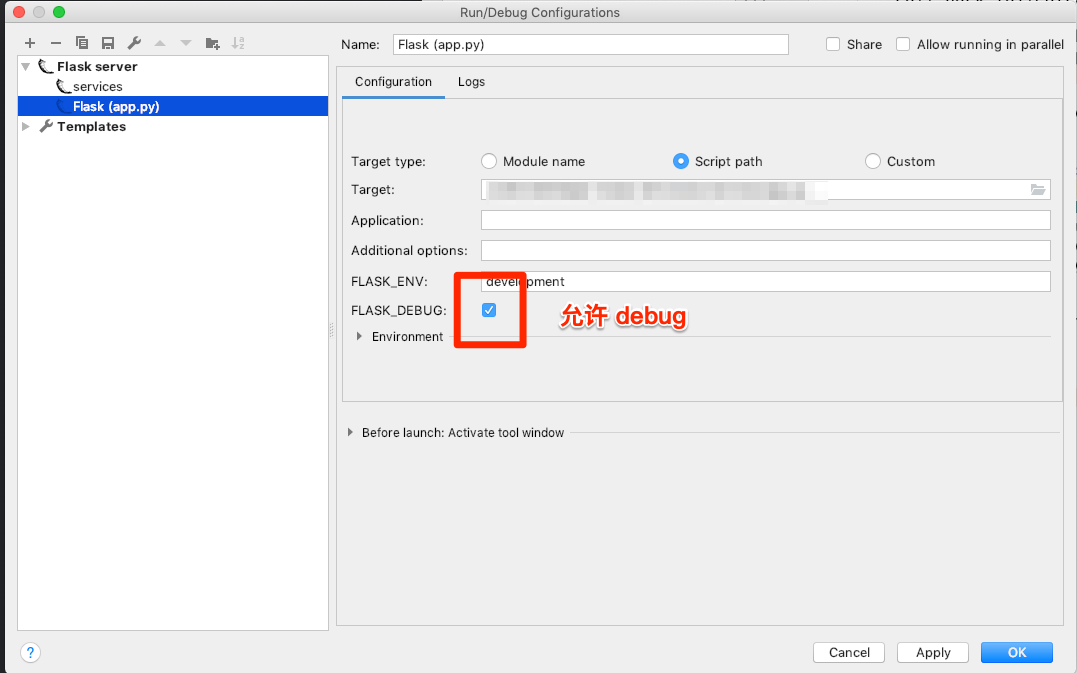 Run/Debug Configurations
Name: Flask (app.py) Share Allow running in parallel
Flask server
services
Flask (app.py)
Templates
Configuration Logs
Target type: Module name Script path Custom
Target:
Application:
Additional options:
FLASK_ENV: development
FLASK_DEBUG:
允许 debug
Environment
Before launch: Activate tool window
? Cancel Apply OK